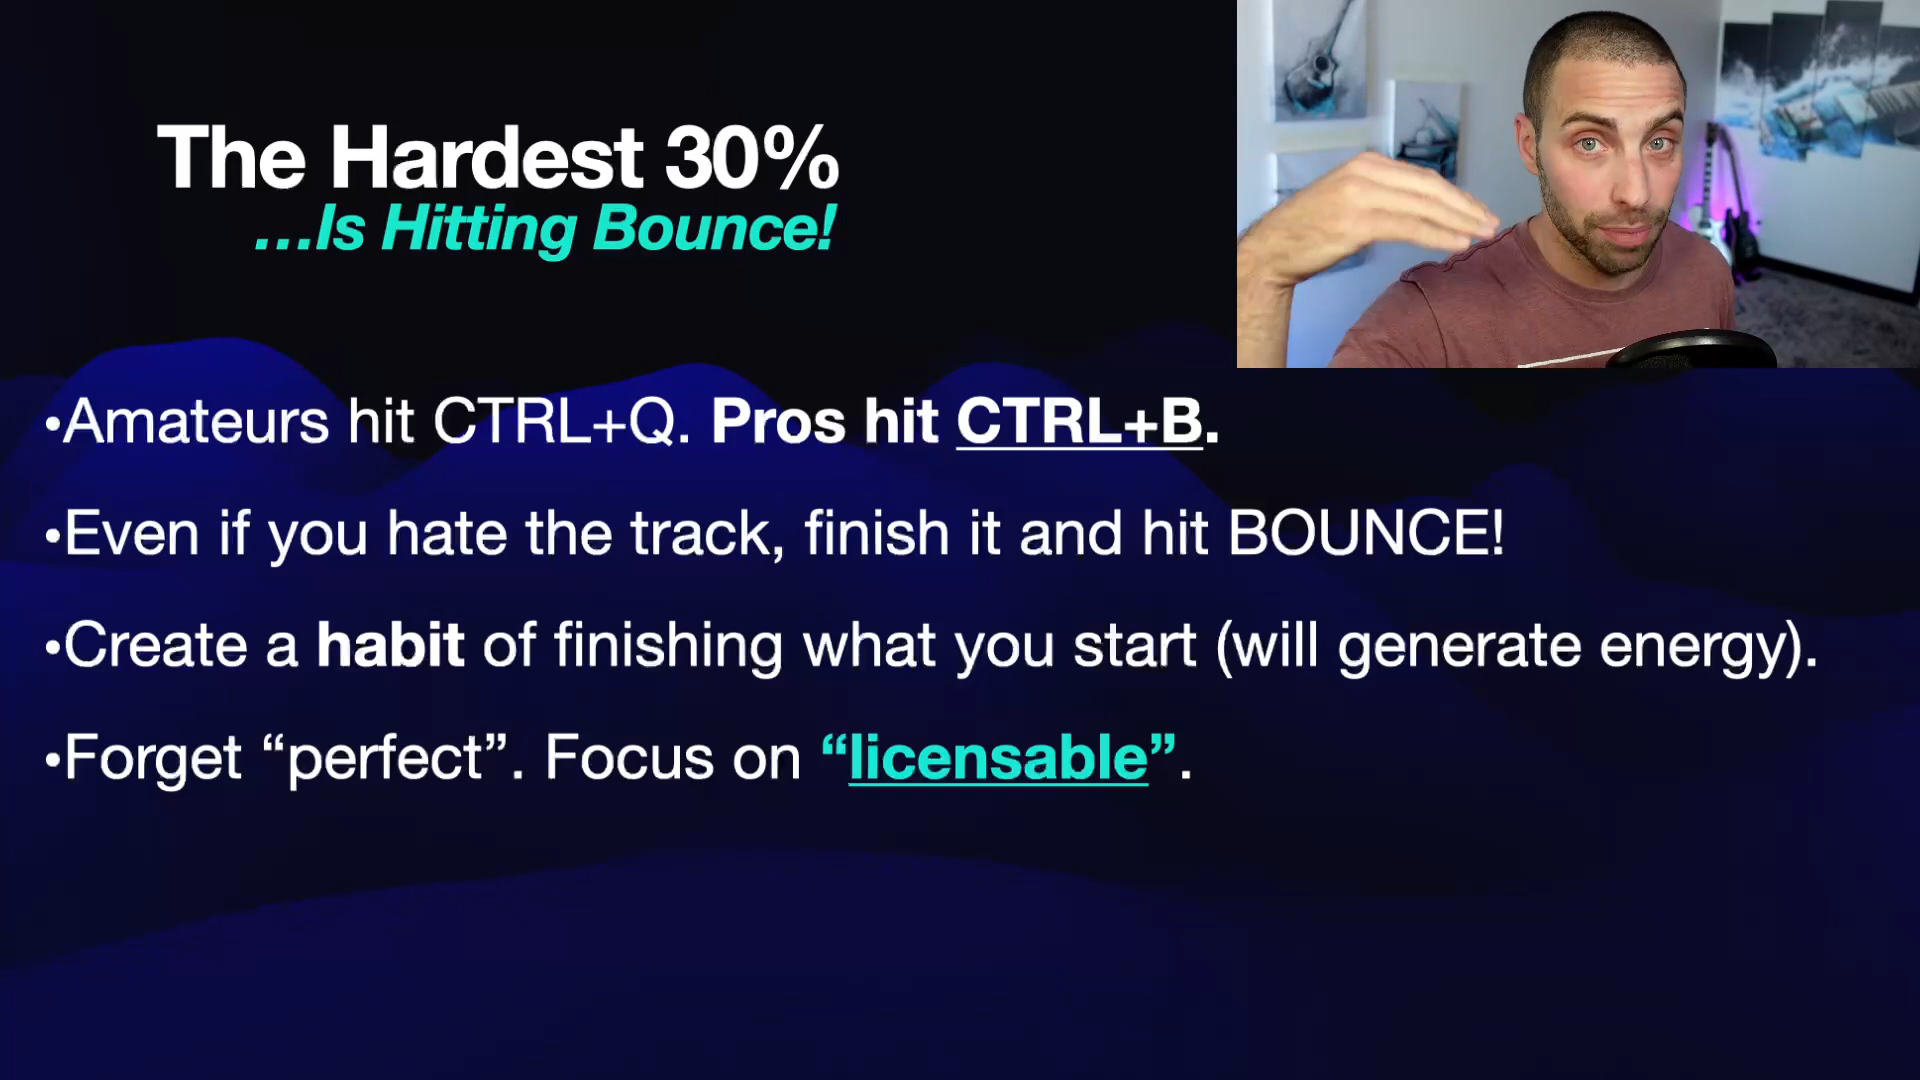 The Hardest 30%
...Is Hitting Bounce!
•Amateurs hit CTRL+Q. Pros hit CTRL+B.
•Even if you hate the track, finish it and hit BOUNCE!
•Create a habit of finishing what you start (will generate energy).
•Forget “perfect”. Focus on “licensable”.